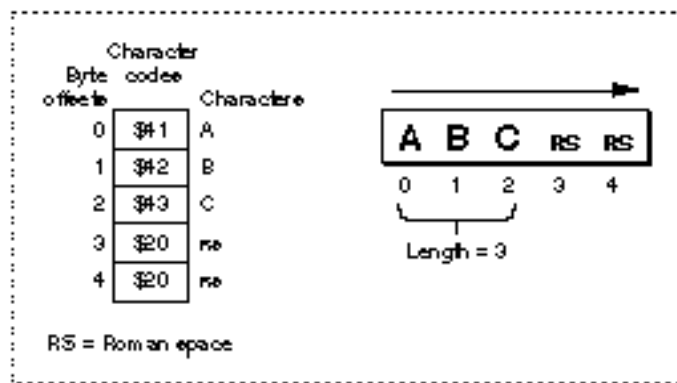 Character
Byte codes
offsets
Characters
0 $41 A
1 $42 B
2 $43 C
3 $20 rs
4 $20 rs
RS = Roman space
A B C RS RS
0 1 2 3 4
Length = 3